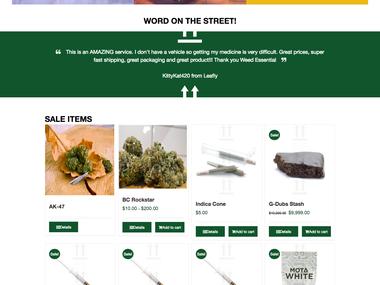 WORD ON THE STREET!
“ This is an AMAZING service. I don't have a vehicle so getting my medicine is very difficult. Great prices, super
fast shipping, great packaging and great product!!! Thank you Weed Essential ”
KittyKat420 from Leafly
SALE ITEMS
Sale!
AK-47
Details
BC Rockstar
$10.00 - $200.00
Details
Add to cart
Indica Cone
$5.00
Details
Add to cart
G-Dubs Stash
$9,999.00
Details
Add to cart
Sale!
Sale!
Sale!
Sale!
MOTA
WHITE